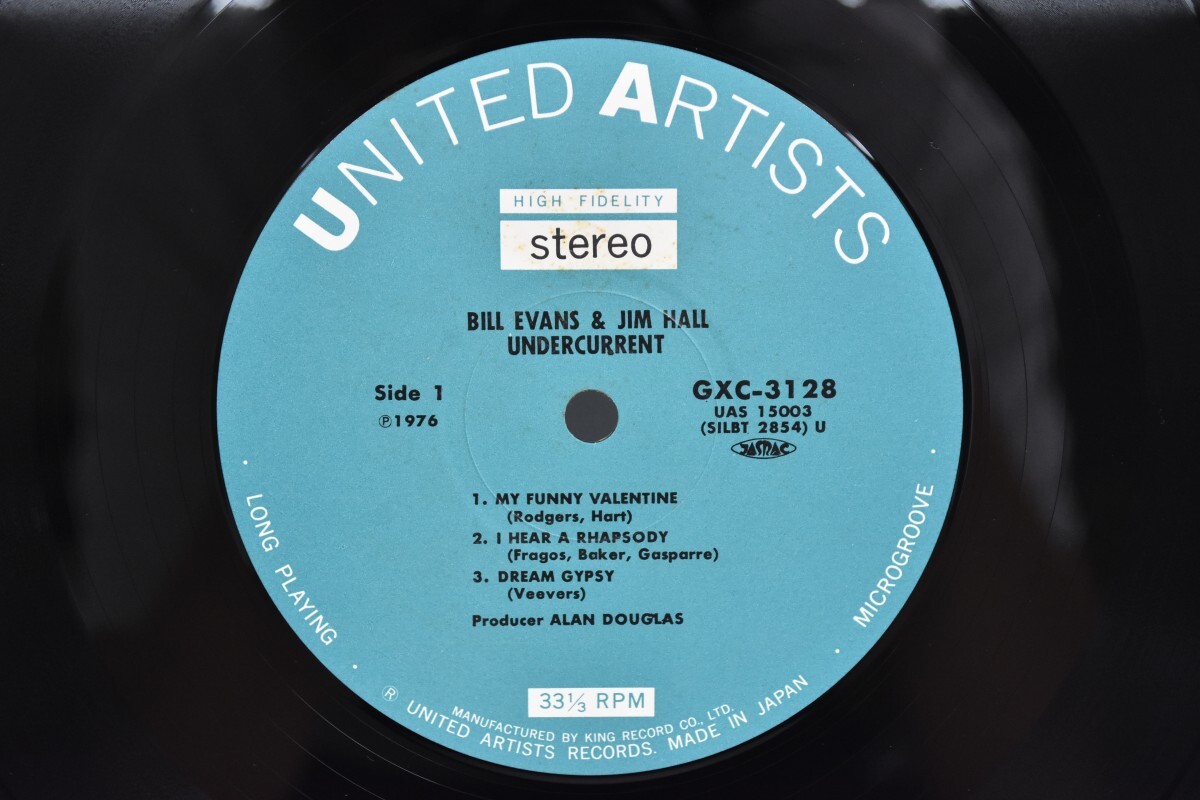 UNITED ARTISTS
HIGH FIDELITY
stereo
BILL EVANS & JIM HALL
UNDERCURRENT
Side 1
℗1976
GXC-3128
UAS 15003
(SILBT 2854) U
JASRAC
1. MY FUNNY VALENTINE
(Rodgers, Hart)
2. I HEAR A RHAPSODY
(Fragos, Baker, Gasparre)
3. DREAM GYPSY
(Veevers)
Producer ALAN DOUGLAS
LONG PLAYING
MICROGROOVE
33⅓ RPM
MANUFACTURED BY KING RECORD CO., LTD.
® UNITED ARTISTS RECORDS. MADE IN JAPAN